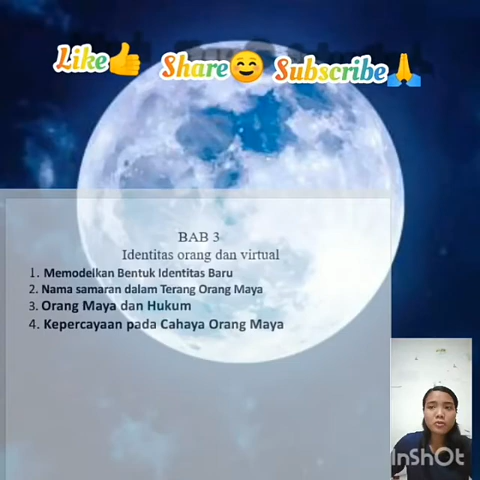 Like👍 Share😊 Subscribe🙏
BAB 3
Identitas orang dan virtual
1. Memodelkan Bentuk Identitas Baru
2. Nama samaran dalam Terang Orang Maya
3. Orang Maya dan Hukum
4. Kepercayaan pada Cahaya Orang Maya
InShOt